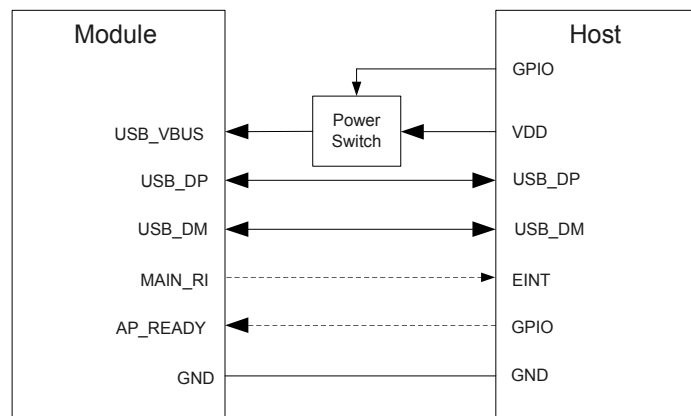 Module
Host
GPIO
Power
Switch
USB_VBUS
VDD
USB_DP
USB_DP
USB_DM
USB_DM
MAIN_RI
EINT
AP_READY
GPIO
GND
GND